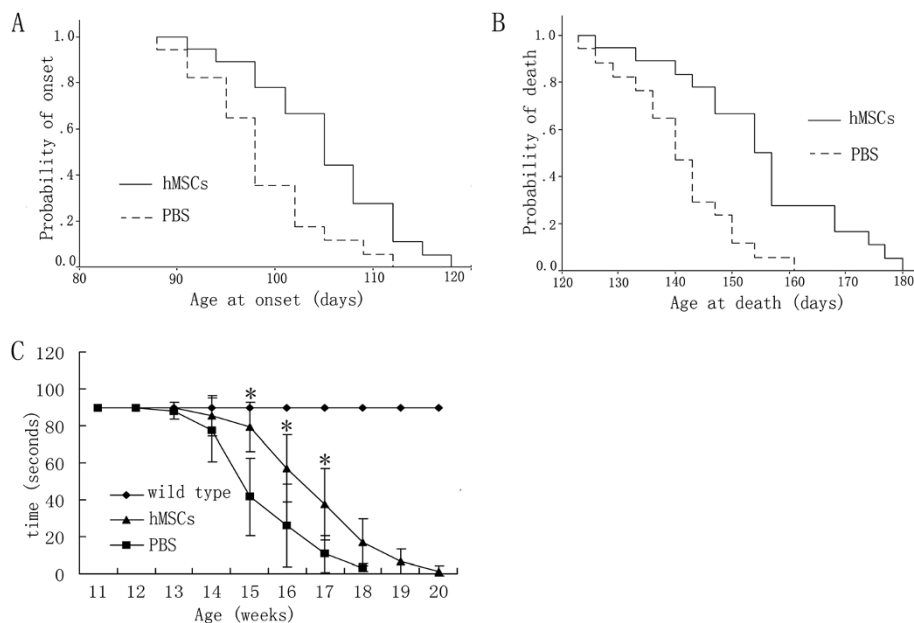 A
Probability of onset
1.0
.8
.6
.4
.2
0.0
hMSCs
PBS
80
90
100
110
120
Age at onset (days)
B
Probability of death
1.0
.8
.6
.4
.2
0.0
hMSCs
PBS
120
130
140
150
160
170
180
Age at death (days)
C
time (seconds)
120
100
80
60
40
20
0
*
*
*
wild type
hMSCs
PBS
11 12 13 14 15 16 17 18 19 20
Age (weeks)